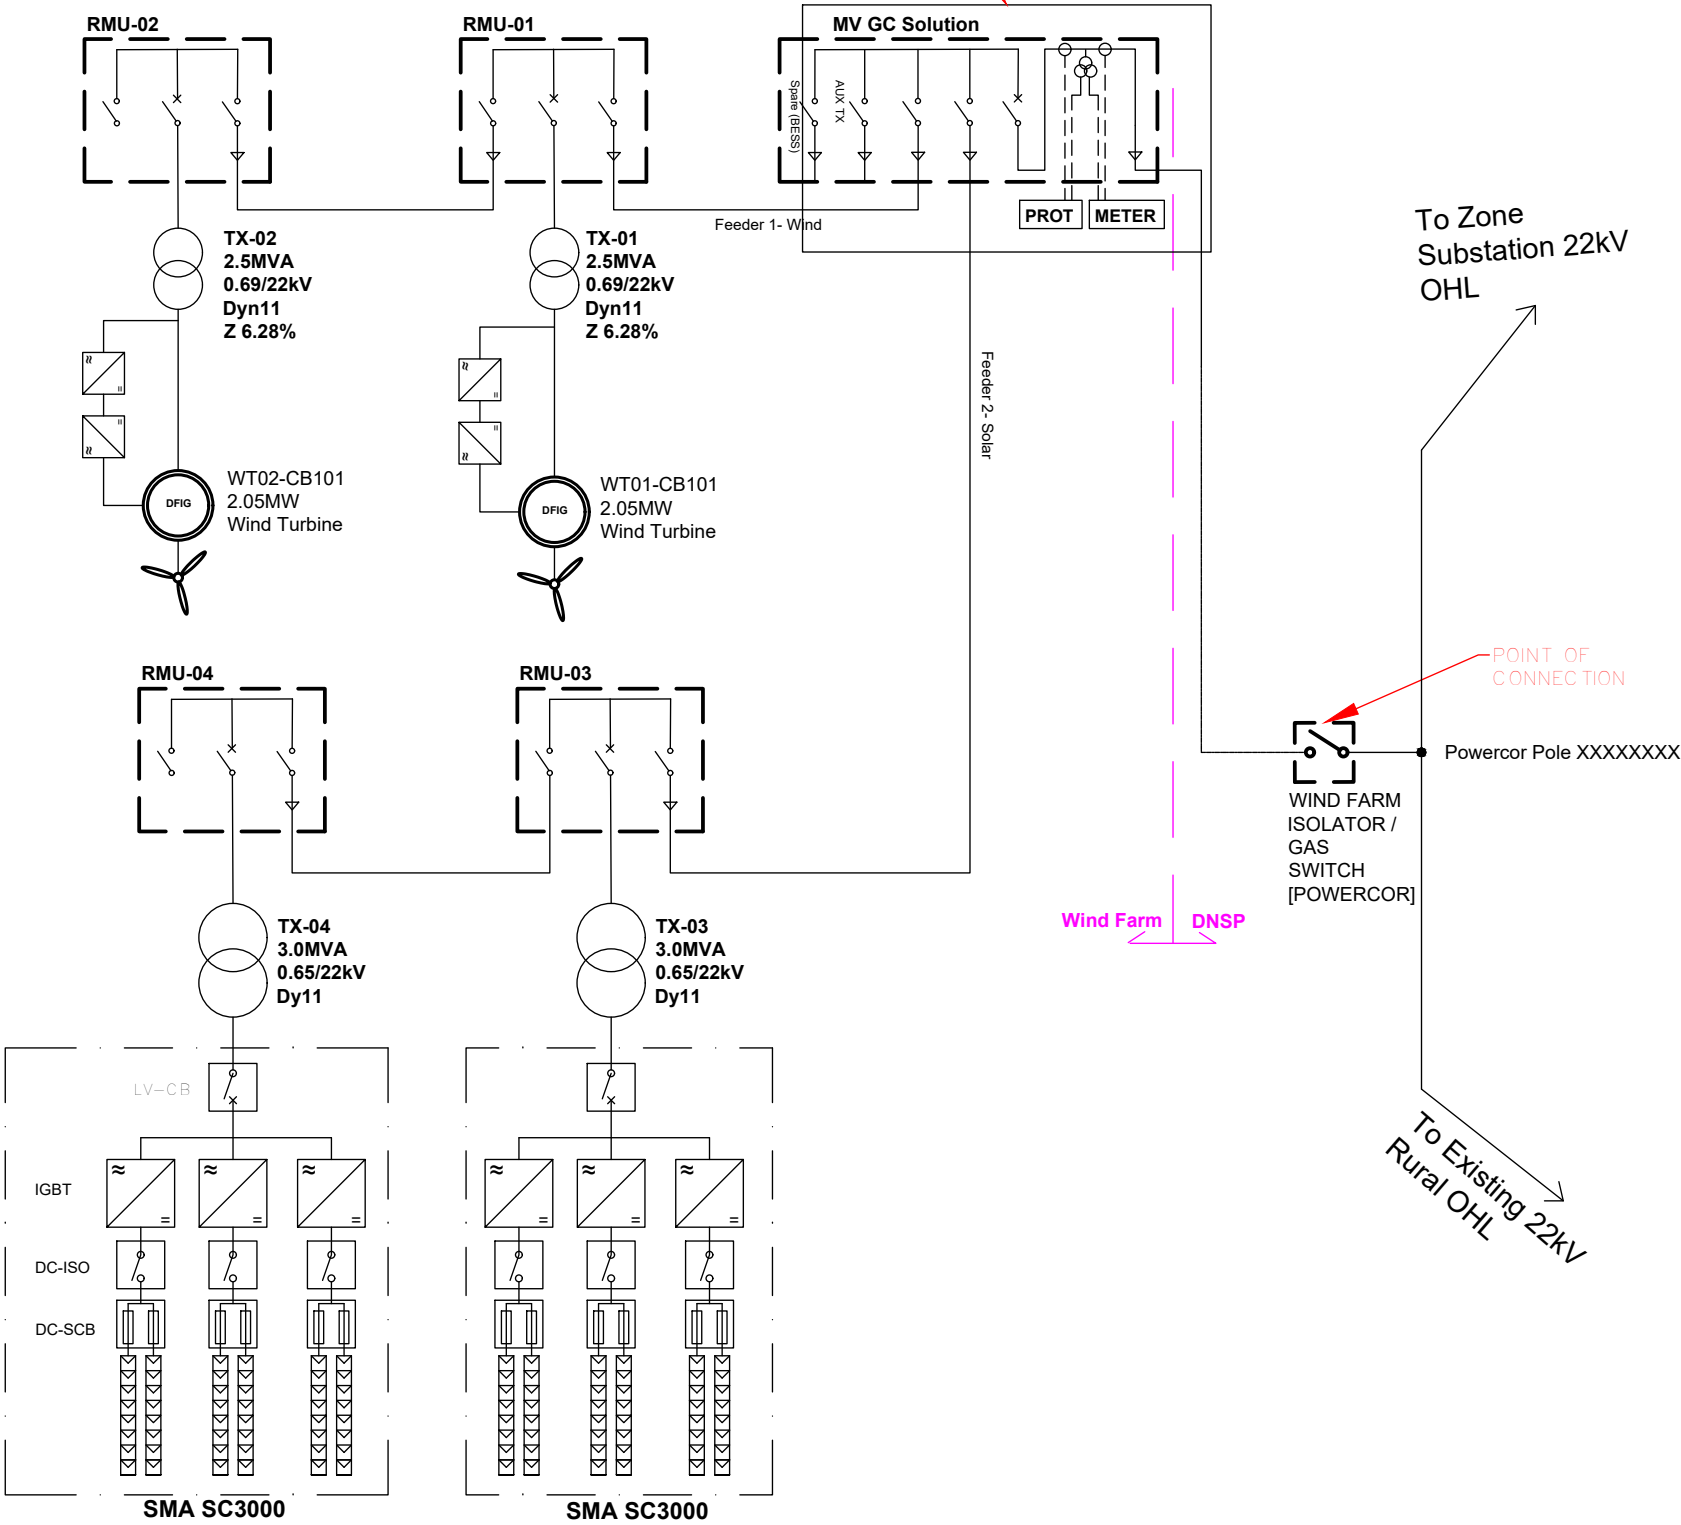 RMU-02
RMU-01
MV GC Solution
Spare (BESS)
AUX TX
PROT
METER
Feeder 1- Wind
TX-02
2.5MVA
0.69/22kV
Dyn11
Z 6.28%
TX-01
2.5MVA
0.69/22kV
Dyn11
Z 6.28%
To Zone
Substation 22kV
OHL
Feeder 2- Solar
DFIG
WT02-CB101
2.05MW
Wind Turbine
DFIG
WT01-CB101
2.05MW
Wind Turbine
RMU-04
RMU-03
POINT OF
CONNECTION
Powercor Pole XXXXXXXX
WIND FARM
ISOLATOR /
GAS
SWITCH
[POWERCOR]
Wind Farm
DNSP
TX-04
3.0MVA
0.65/22kV
Dy11
TX-03
3.0MVA
0.65/22kV
Dy11
LV-CB
IGBT
DC-ISO
DC-SCB
To Existing 22kV
Rural OHL
SMA SC3000
SMA SC3000